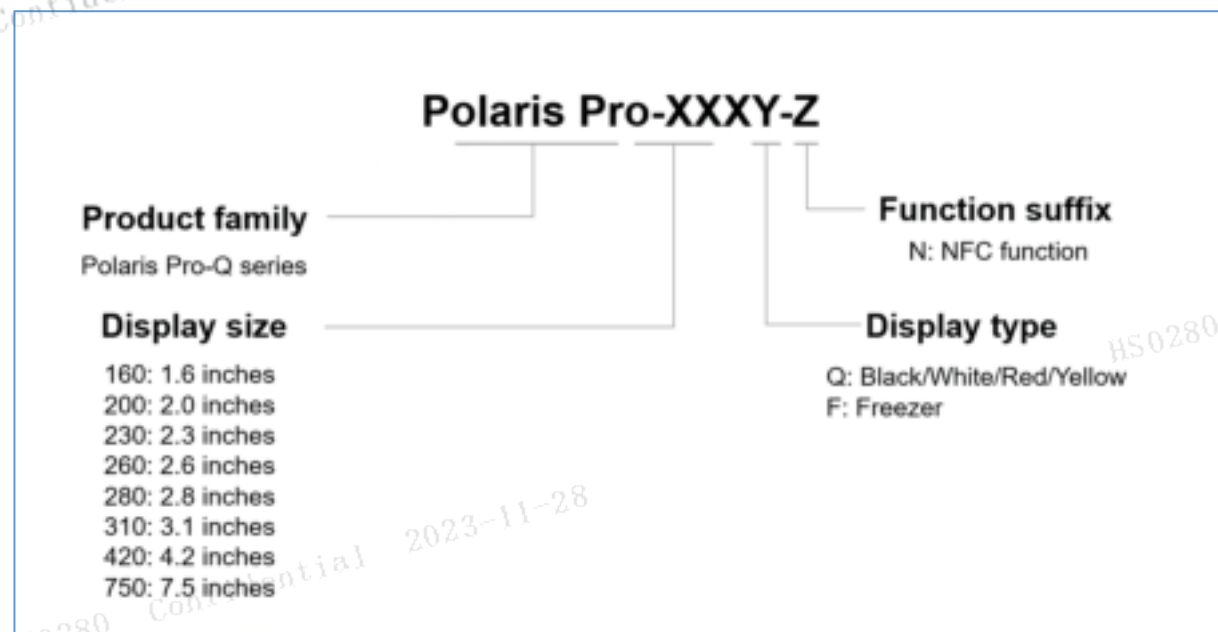 Polaris Pro-XXXY-Z
Product family
Polaris Pro-Q series
Display size
160: 1.6 inches
200: 2.0 inches
230: 2.3 inches
260: 2.6 inches
280: 2.8 inches
310: 3.1 inches
420: 4.2 inches
750: 7.5 inches
Function suffix
N: NFC function
Display type
Q: Black/White/Red/Yellow
F: Freezer
HS0280
Confidential 2023-11-28